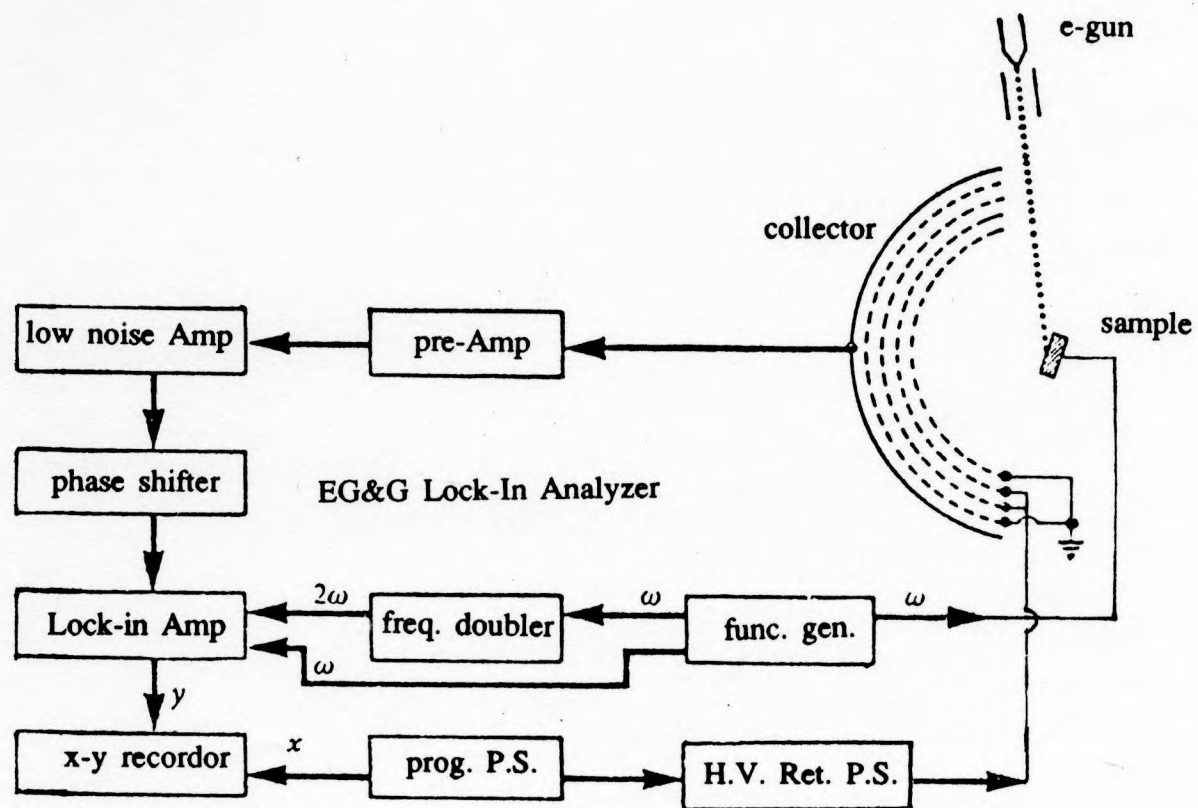 e-gun
collector
sample
low noise Amp
pre-Amp
phase shifter
EG&G Lock-In Analyzer
2ω
ω
ω
Lock-in Amp
freq. doubler
func. gen.
ω
y
x
x-y recordor
prog. P.S.
H.V. Ret. P.S.